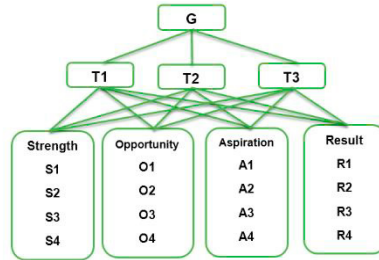 G
T1 T2 T3
Strength Opportunity Aspiration Result
S1 O1 A1 R1
S2 O2 A2 R2
S3 O3 A3 R3
S4 O4 A4 R4